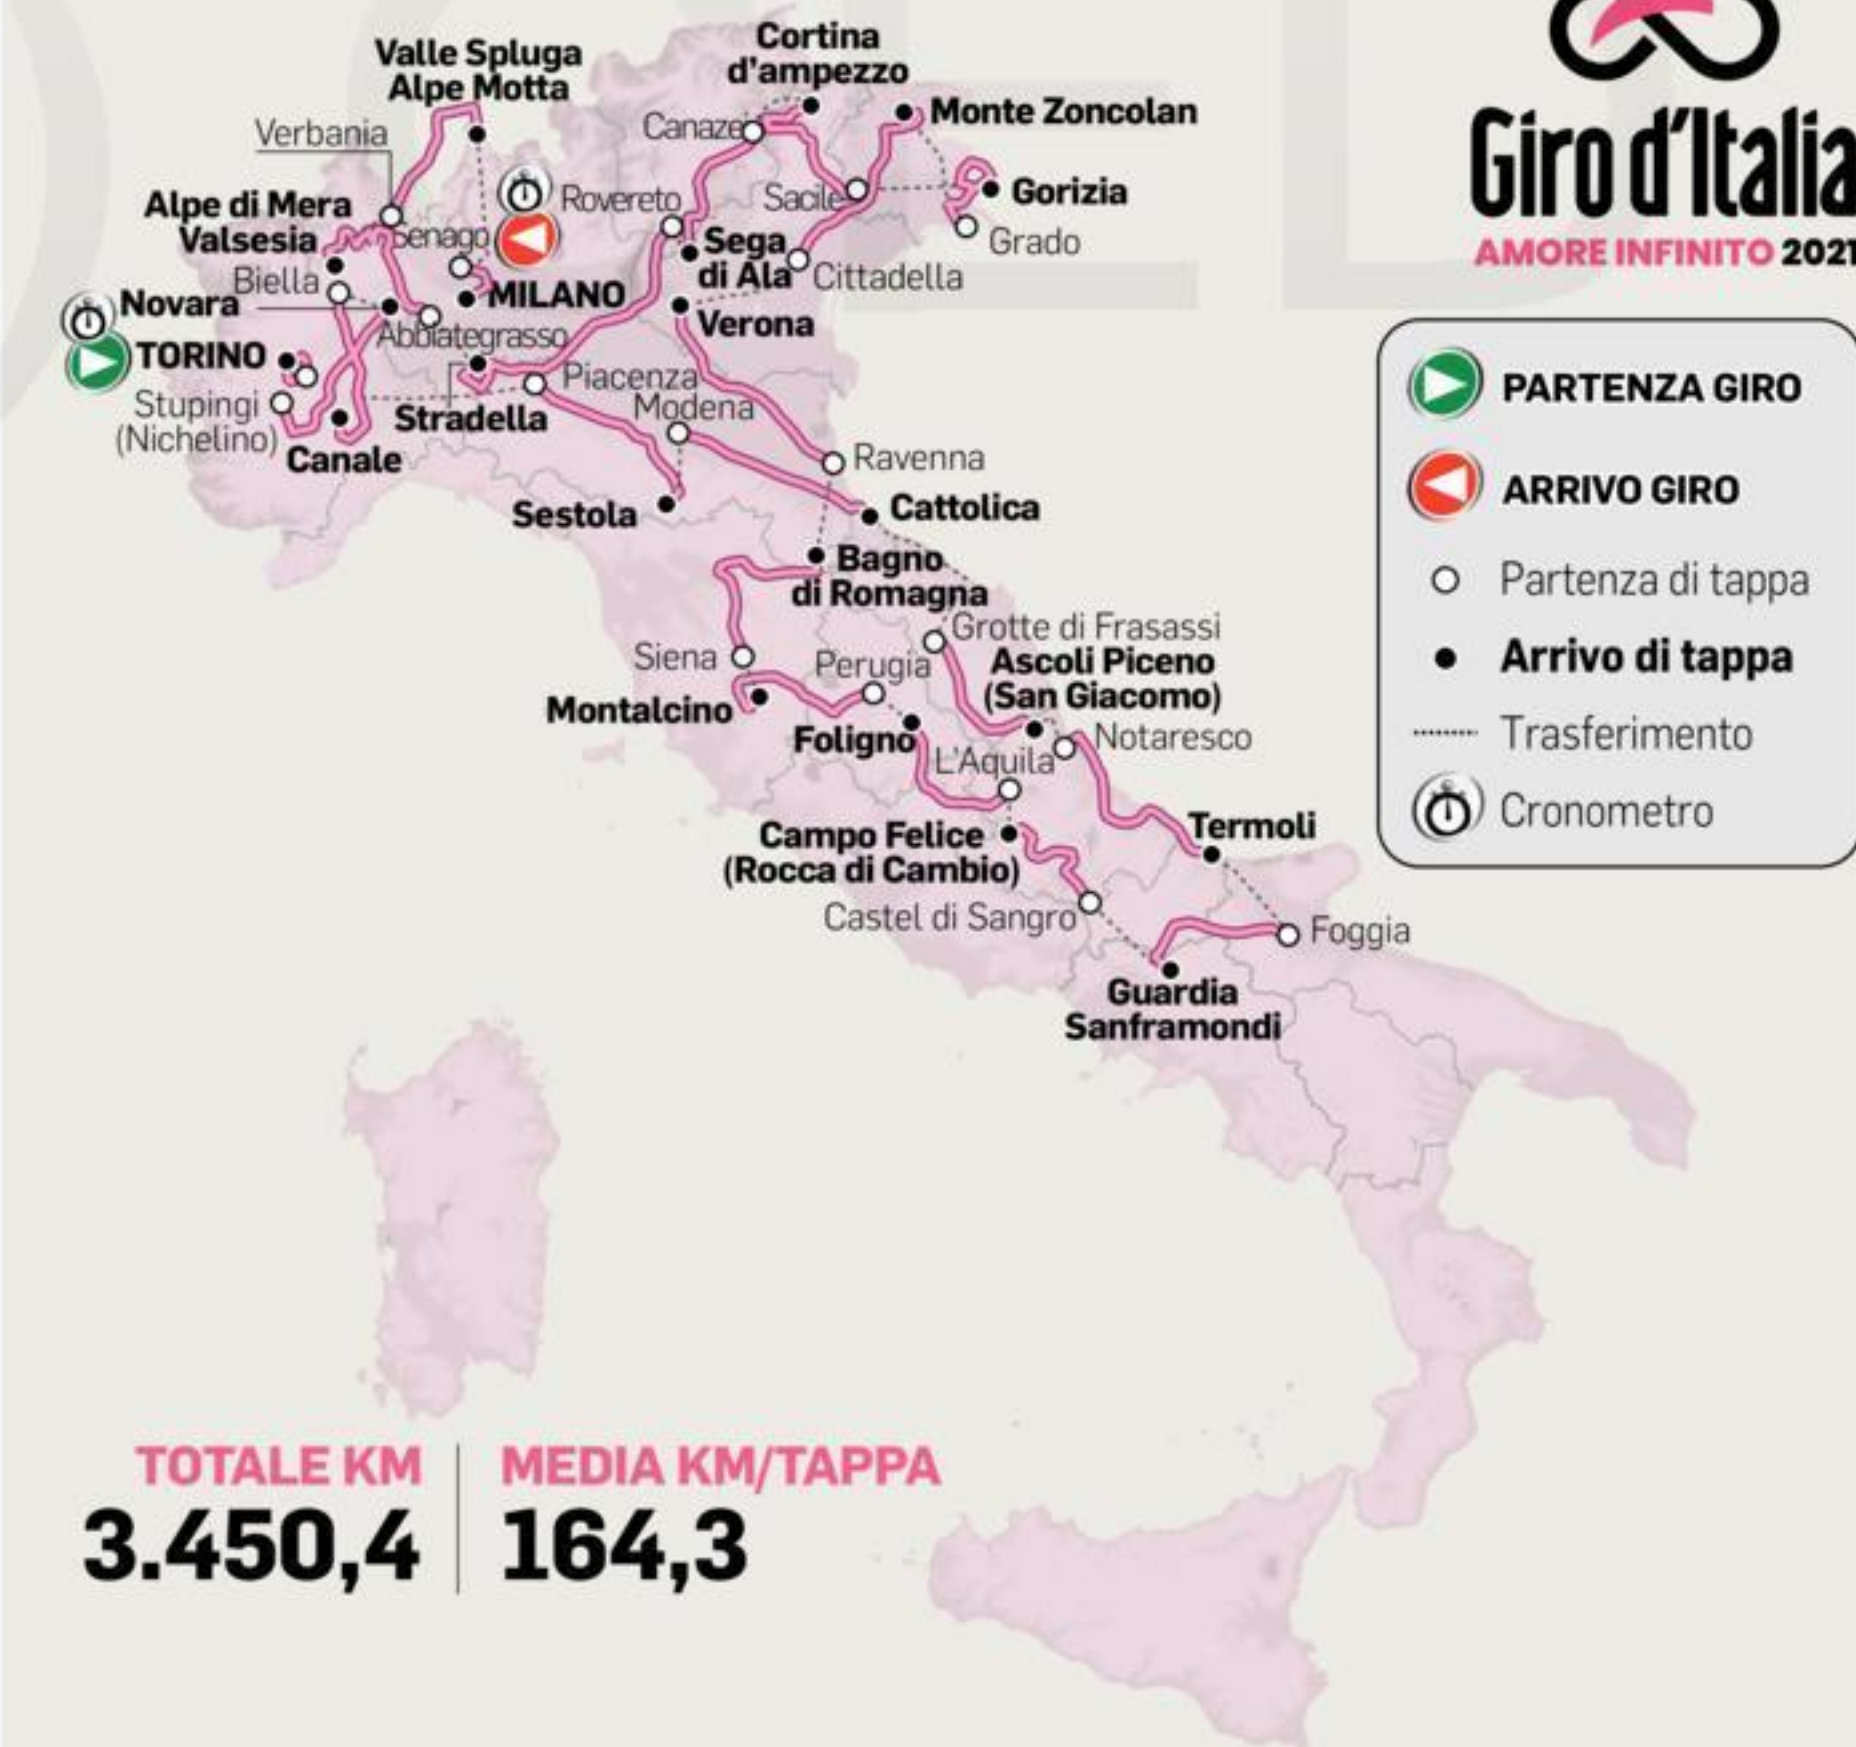 Cortina
d'ampezzo
Valle Spluga
Alpe Motta
Monte Zoncolan
Canazei
Verbania
Alpe di Mera
Valsesia
Rovereto
Sacile
Gorizia
Senago
Sega
di Ala
Grado
Biella
Cittadella
MILANO
Novara
Verona
Abbiategrasso
TORINO
Piacenza
Stupingi
(Nichelino)
Stradella
Modena
Canale
Ravenna
Sestola
Cattolica
Bagno
di Romagna
Grotte di Frasassi
Siena
Perugia
Ascoli Piceno
(San Giacomo)
Montalcino
Foligno
Notaresco
L'Aquila
Campo Felice
(Rocca di Cambio)
Termoli
Castel di Sangro
Foggia
Guardia
Sanframondi
Giro d'Italia
AMORE INFINITO 2021
PARTENZA GIRO
ARRIVO GIRO
Partenza di tappa
Arrivo di tappa
Trasferimento
Cronometro
TOTALE KM
3.450,4
MEDIA KM/TAPPA
164,3